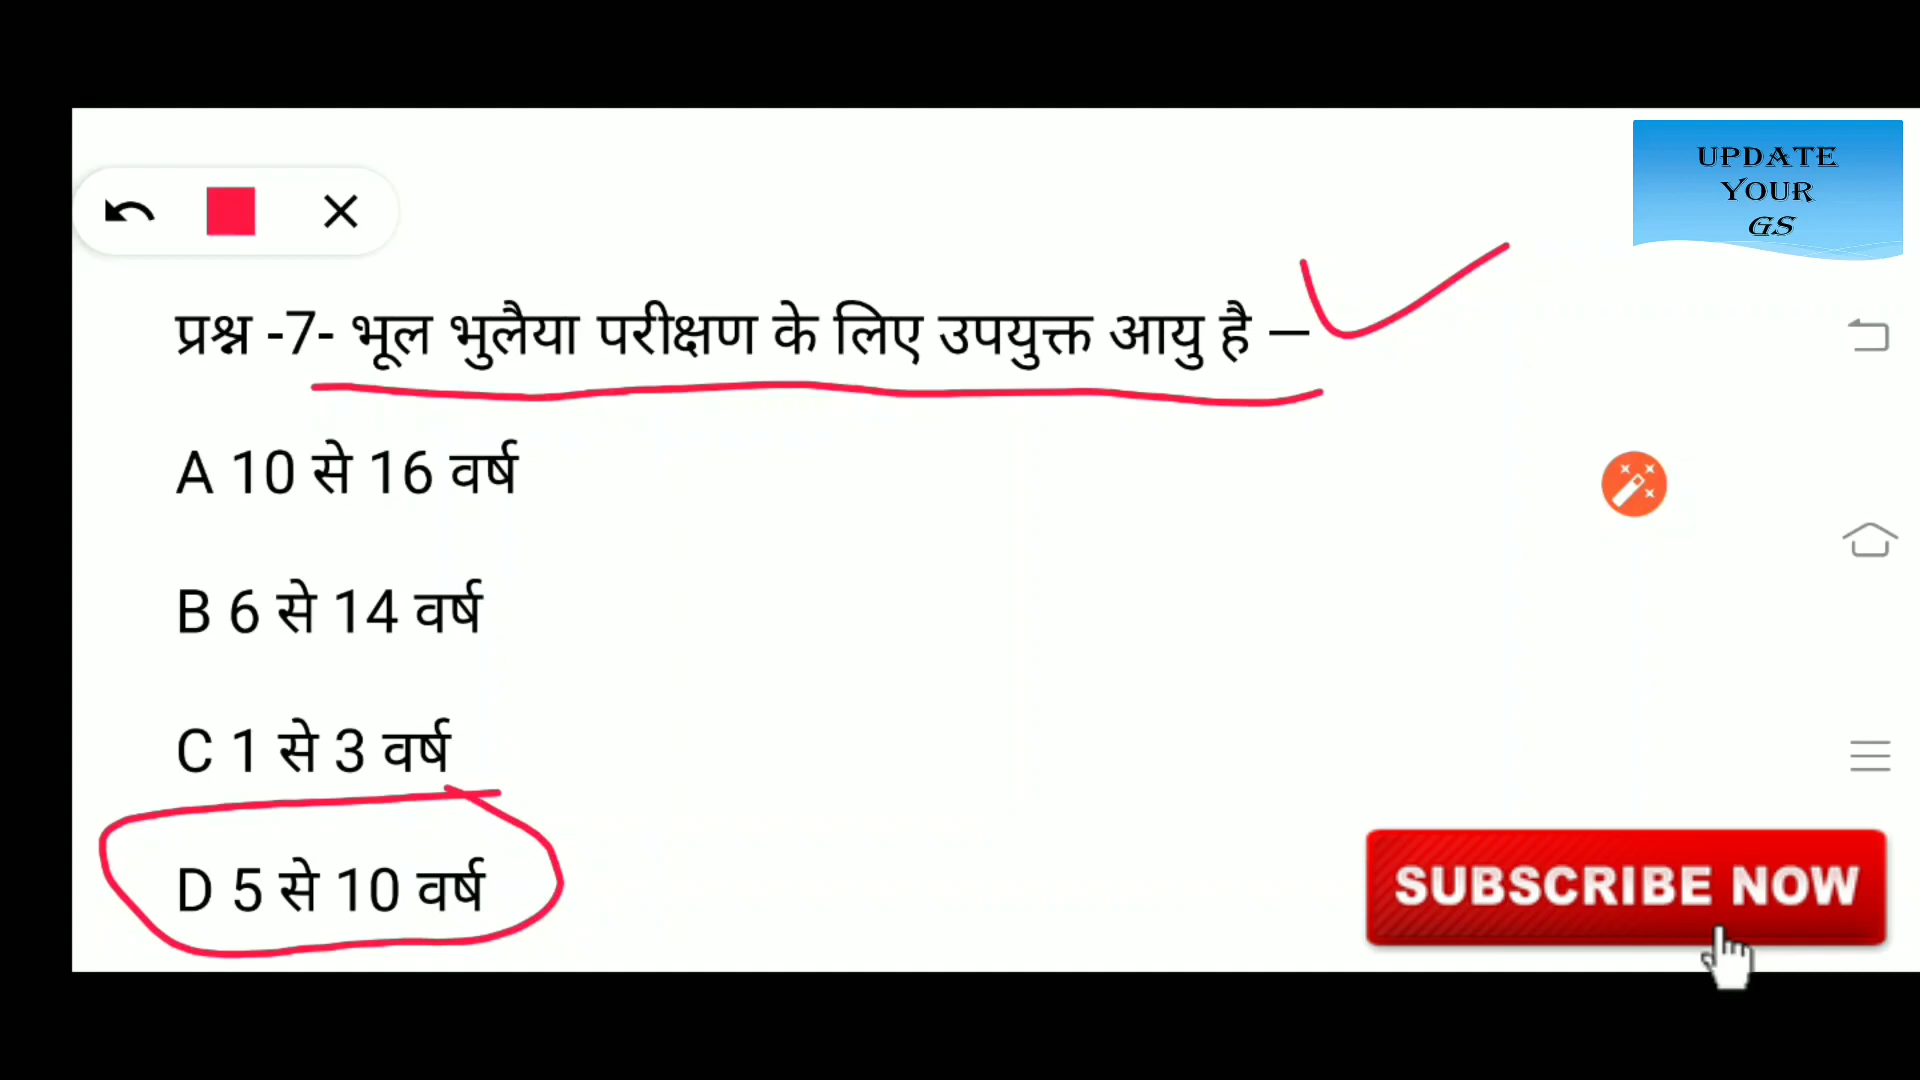 UPDATE
YOUR
GS
प्रश्न -7- भूल भुलैया परीक्षण के लिए उपयुक्त आयु है —
A 10 से 16 वर्ष
B 6 से 14 वर्ष
C 1 से 3 वर्ष
D 5 से 10 वर्ष
SUBSCRIBE NOW